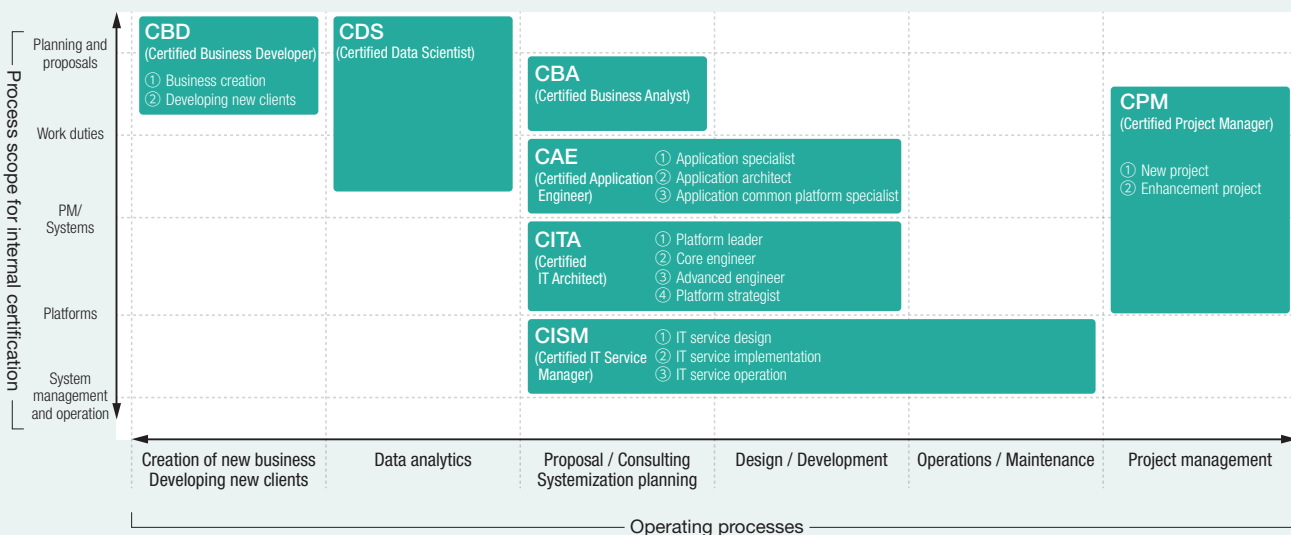 Process scope for internal certification
Planning and
proposals
Work duties
PM/
Systems
Platforms
System
management
and operation
CBD
(Certified Business Developer)
① Business creation
② Developing new clients
CDS
(Certified Data Scientist)
CBA
(Certified Business Analyst)
CAE
(Certified Application
Engineer)
① Application specialist
② Application architect
③ Application common platform specialist
CITA
(Certified
IT Architect)
① Platform leader
② Core engineer
③ Advanced engineer
④ Platform strategist
CISM
(Certified IT Service
Manager)
① IT service design
② IT service implementation
③ IT service operation
CPM
(Certified Project Manager)
① New project
② Enhancement project
Creation of new business
Developing new clients
Data analytics
Proposal / Consulting
Systemization planning
Design / Development
Operations / Maintenance
Project management
Operating processes